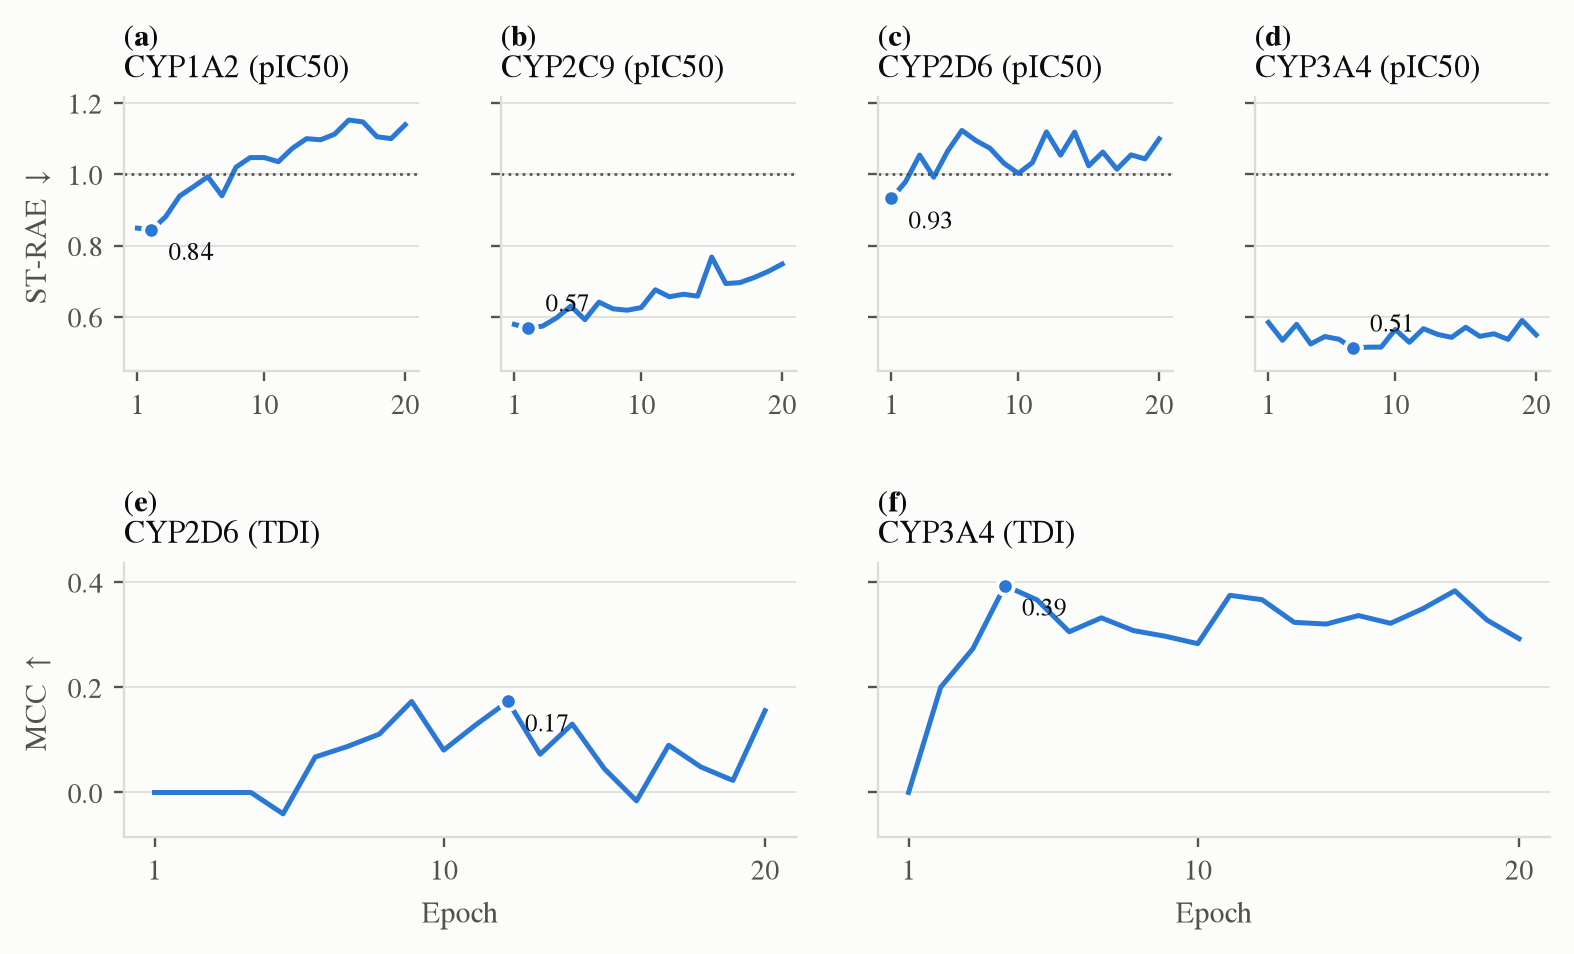 (a)
CYP1A2 (pIC50)
(b)
CYP2C9 (pIC50)
(c)
CYP2D6 (pIC50)
(d)
CYP3A4 (pIC50)
ST-RAE ↓
1.2
1.0
0.8
0.6
0.84
0.57
0.93
0.51
1 10 20
1 10 20
1 10 20
1 10 20
(e)
CYP2D6 (TDI)
(f)
CYP3A4 (TDI)
MCC ↑
0.4
0.2
0.0
0.17
0.39
1 10 20
1 10 20
Epoch
Epoch